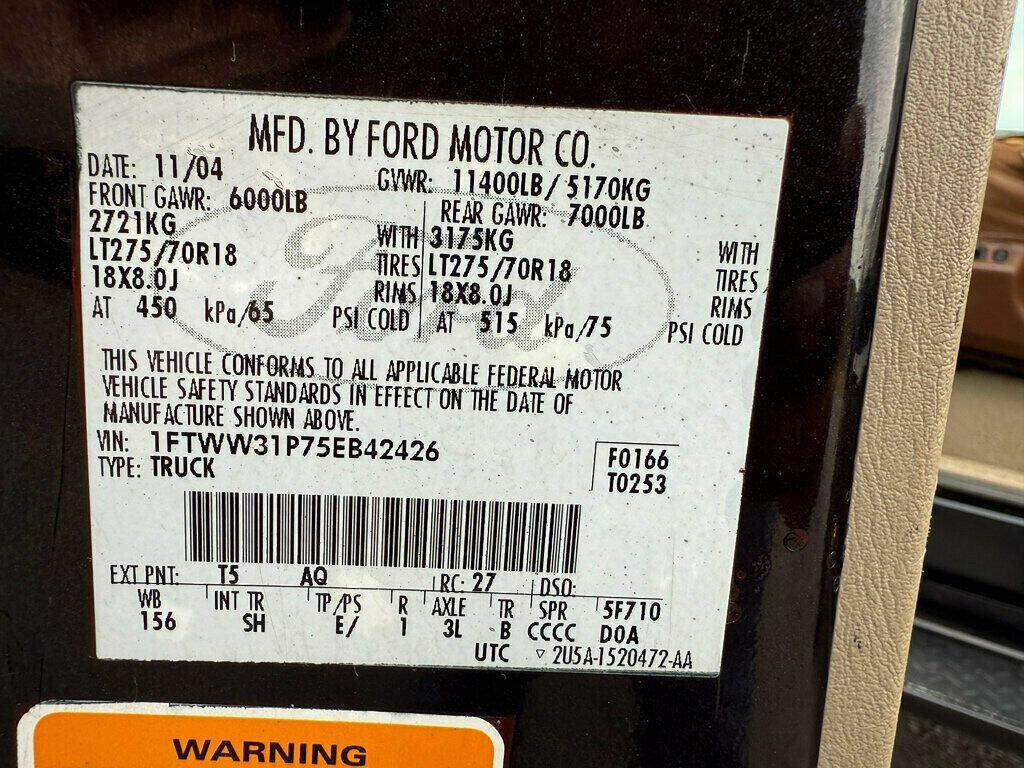 MFD. BY FORD MOTOR CO.
DATE: 11/04 GVWR: 11400LB/5170KG
FRONT GAWR: 6000LB REAR GAWR: 7000LB
2721KG WITH 3175KG WITH
LT275/70R18 TIRES LT275/70R18 TIRES
18X8.0J RIMS 18X8.0J RIMS
AT 450 kPa/65 PSI COLD AT 515 kPa/75 PSI COLD
Ford
THIS VEHICLE CONFORMS TO ALL APPLICABLE FEDERAL MOTOR
VEHICLE SAFETY STANDARDS IN EFFECT ON THE DATE OF
MANUFACTURE SHOWN ABOVE.
VIN: 1FTWW31P75EB42426
TYPE: TRUCK
F0166
T0253
EXT PNT: T5 AQ RC: 27 DSO:
WB INT TR TP/PS R AXLE TR SPR 5F710
156 SH E/ 1 3L B CCCC D0A
UTC ▽ 2U5A-1520472-AA
WARNING